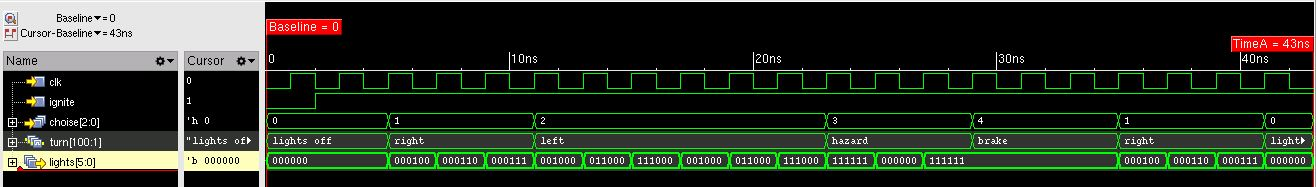 Baseline ▾ = 0
Cursor-Baseline ▾ = 43ns
Baseline = 0
TimeA = 43ns
Name Cursor 0 10ns 20ns 30ns 40ns
clk 0
ignite 1
choise[2:0] 'h 0 0 1 2 3 4 1 0
turn[100:1] "lights of▸ lights off right left hazard brake right light▸
lights[5:0] 'b 000000 000000 000100 000110 000111 001000 011000 111000 001000 011000 111000 111111 000000 111111 000100 000110 000111 000000